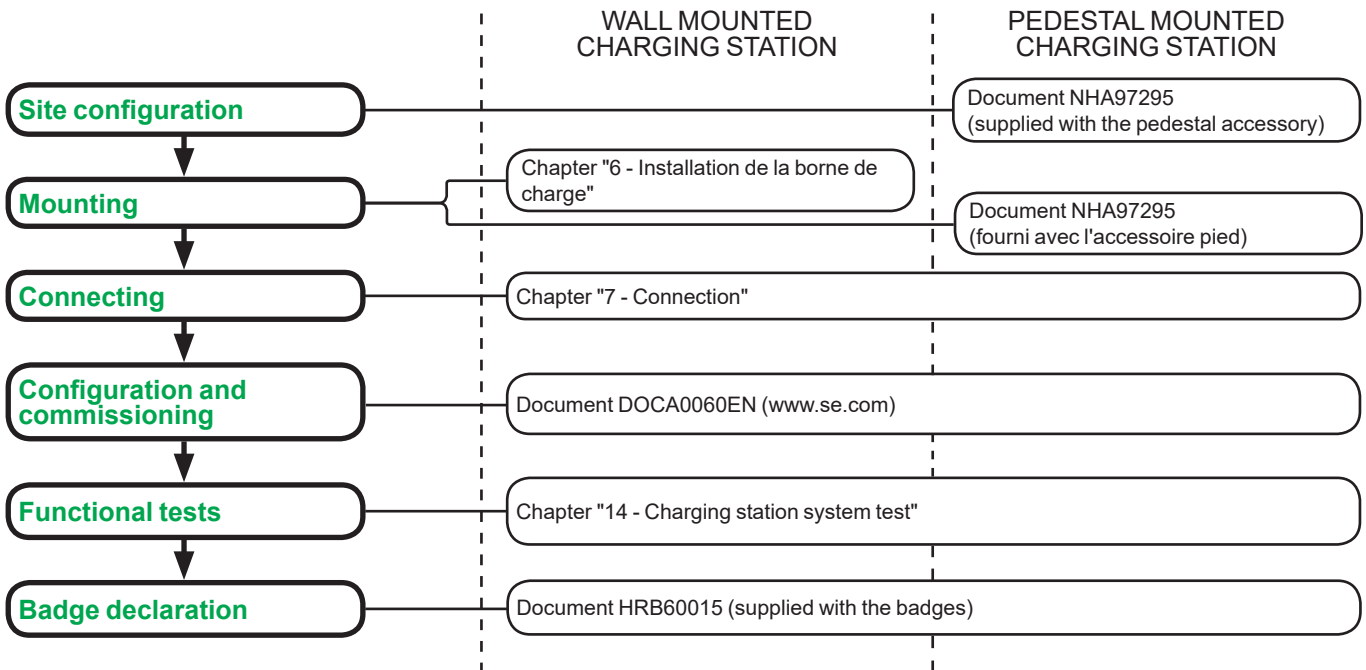 WALL MOUNTED
CHARGING STATION
PEDESTAL MOUNTED
CHARGING STATION
Site configuration
Document NHA97295
(supplied with the pedestal accessory)
Mounting
Chapter "6 - Installation de la borne de
charge"
Document NHA97295
(fourni avec l'accessoire pied)
Connecting
Chapter "7 - Connection"
Configuration and
commissioning
Document DOCA0060EN (www.se.com)
Functional tests
Chapter "14 - Charging station system test"
Badge declaration
Document HRB60015 (supplied with the badges)